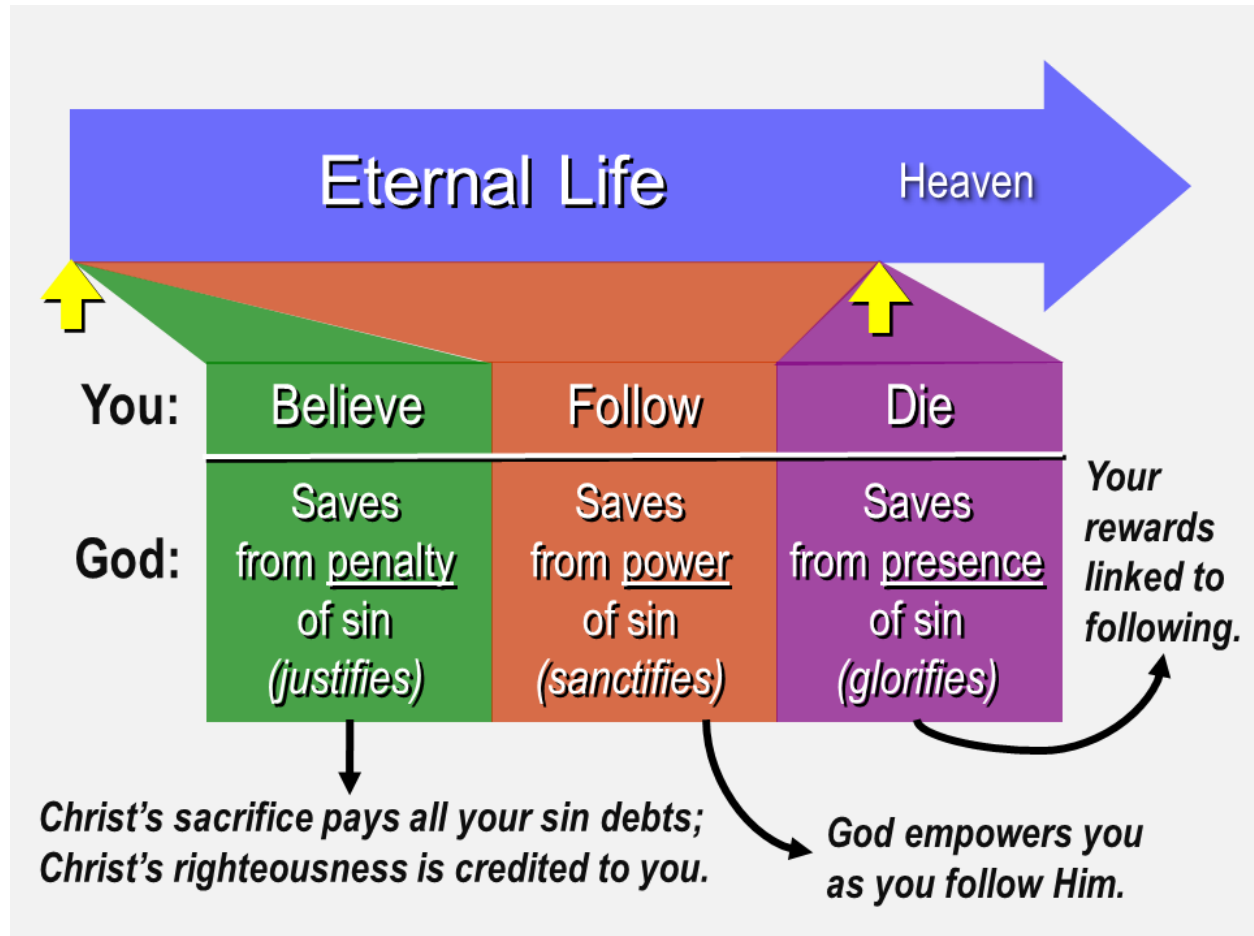 Eternal Life
Heaven
You:
Believe
Follow
Die
God:
Saves
from penalty
of sin
(justifies)
Saves
from power
of sin
(sanctifies)
Saves
from presence
of sin
(glorifies)
Your
rewards
linked to
following.
Christ’s sacrifice pays all your sin debts;
Christ’s righteousness is credited to you.
God empowers you
as you follow Him.